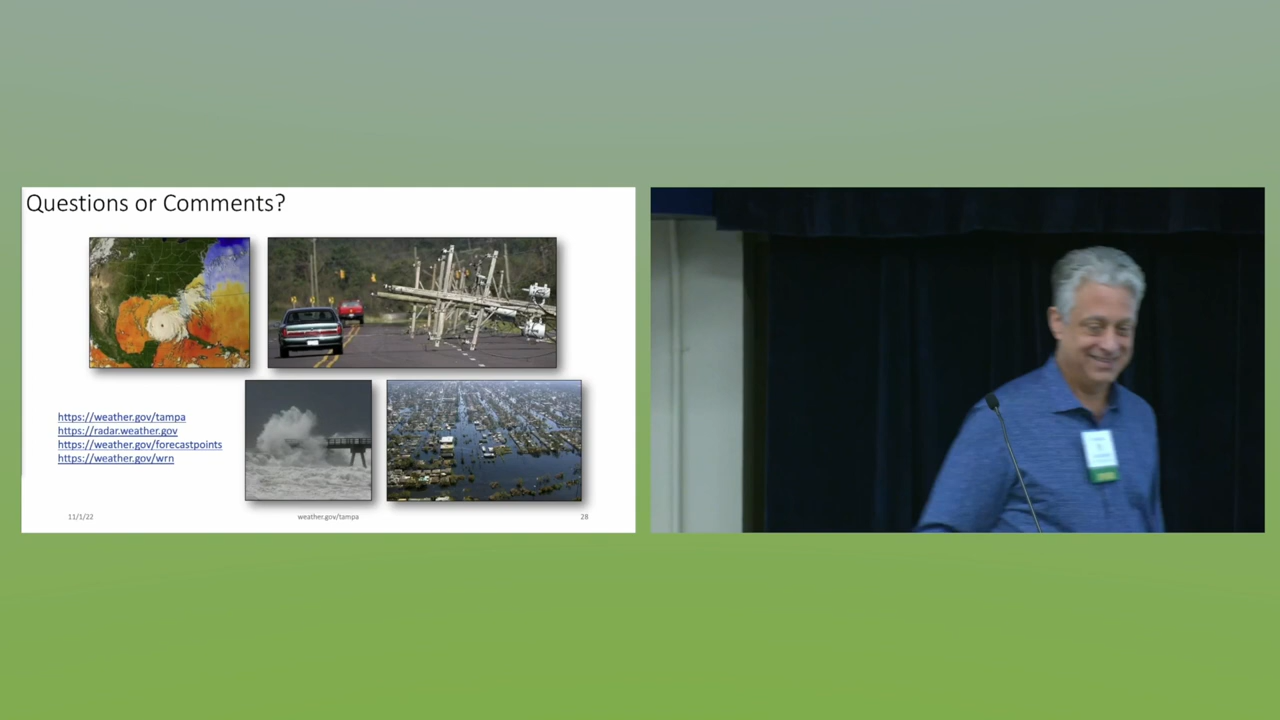 Questions or Comments?
https://weather.gov/tampa
https://radar.weather.gov
https://weather.gov/forecastpoints
https://weather.gov/wrn
11/1/22
weather.gov/tampa
28